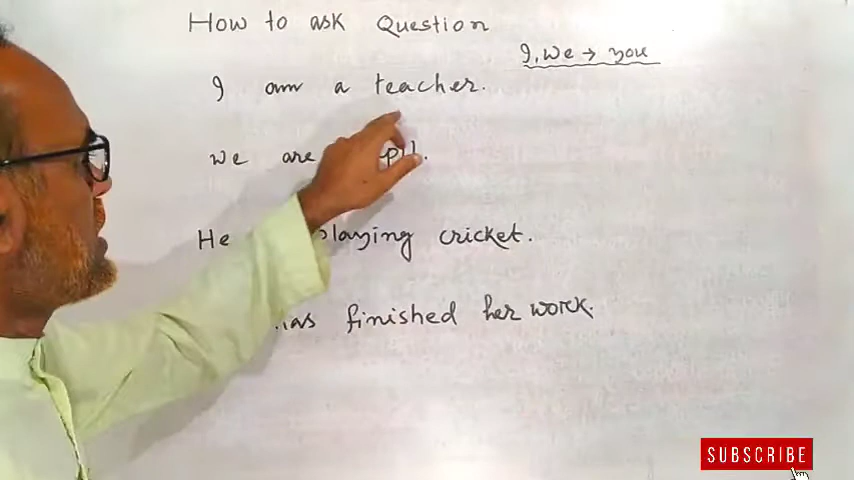 How to ask Question
I, we → you
I am a teacher.
we are
He playing cricket.
has finished her work.
SUBSCRIBE